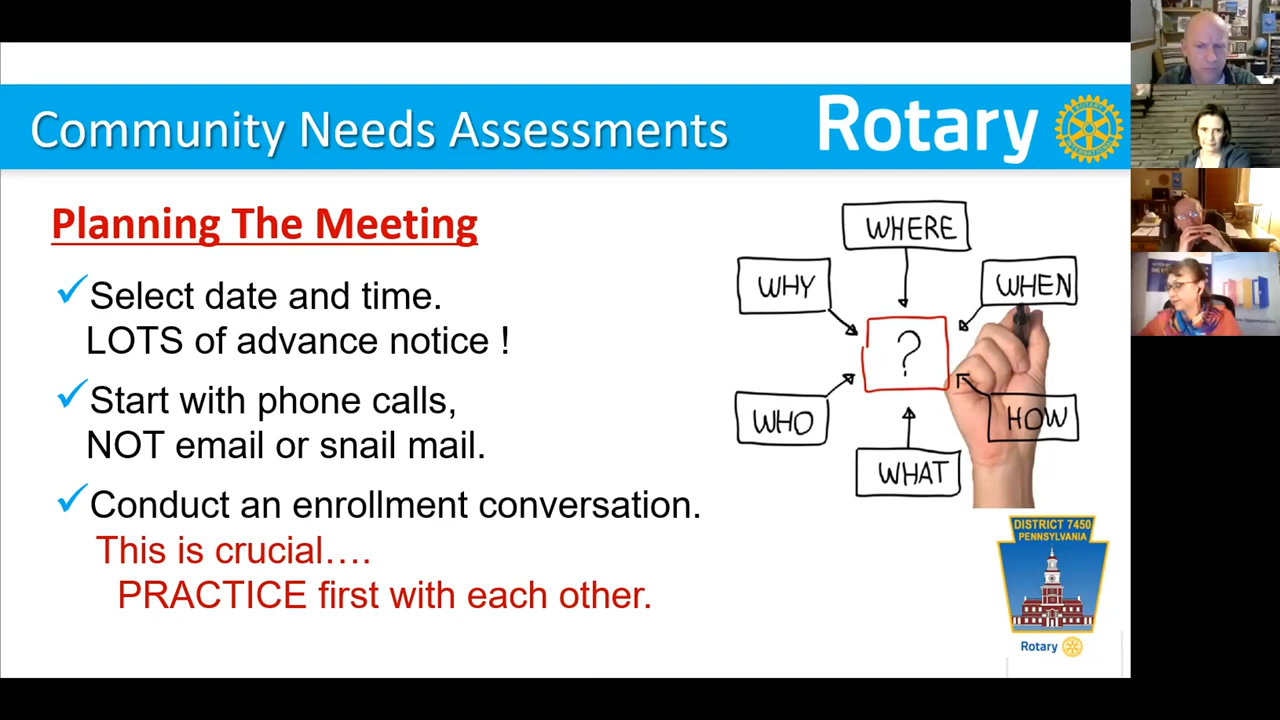 Community Needs Assessments
Rotary
Planning The Meeting
Select date and time.
LOTS of advance notice !
Start with phone calls,
NOT email or snail mail.
Conduct an enrollment conversation.
This is crucial….
PRACTICE first with each other.
WHERE
WHY
WHEN
?
WHO
HOW
WHAT
DISTRICT 7450
PENNSYLVANIA
Rotary